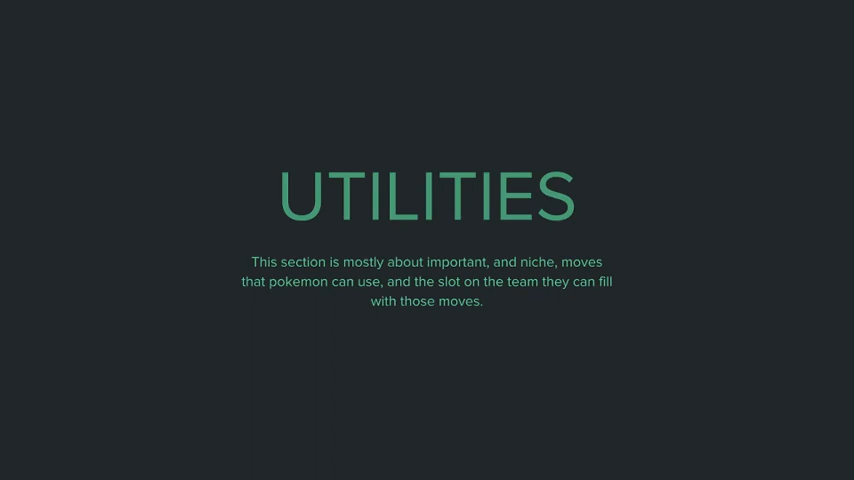 UTILITIES
This section is mostly about important, and niche, moves
that pokemon can use, and the slot on the team they can fill
with those moves.